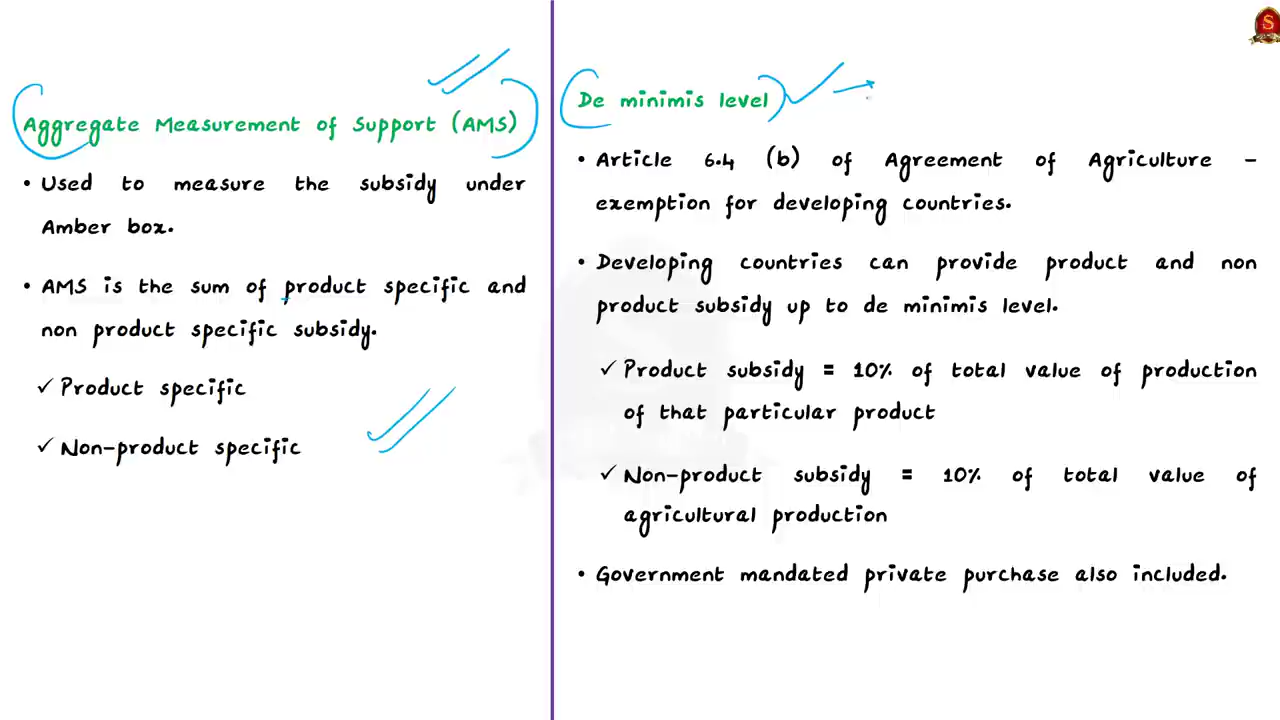 Aggregate Measurement of Support (AMS)
• Used to measure the subsidy under
Amber box.
• AMS is the sum of product specific and
non product specific subsidy.
✓ Product specific
✓ Non-product specific
De minimis level
• Article 6.4 (b) of Agreement of Agriculture –
exemption for developing countries.
• Developing countries can provide product and non
product subsidy up to de minimis level.
✓ Product subsidy = 10% of total value of production
of that particular product
✓ Non-product subsidy = 10% of total value of
agricultural production
• Government mandated private purchase also included.
S